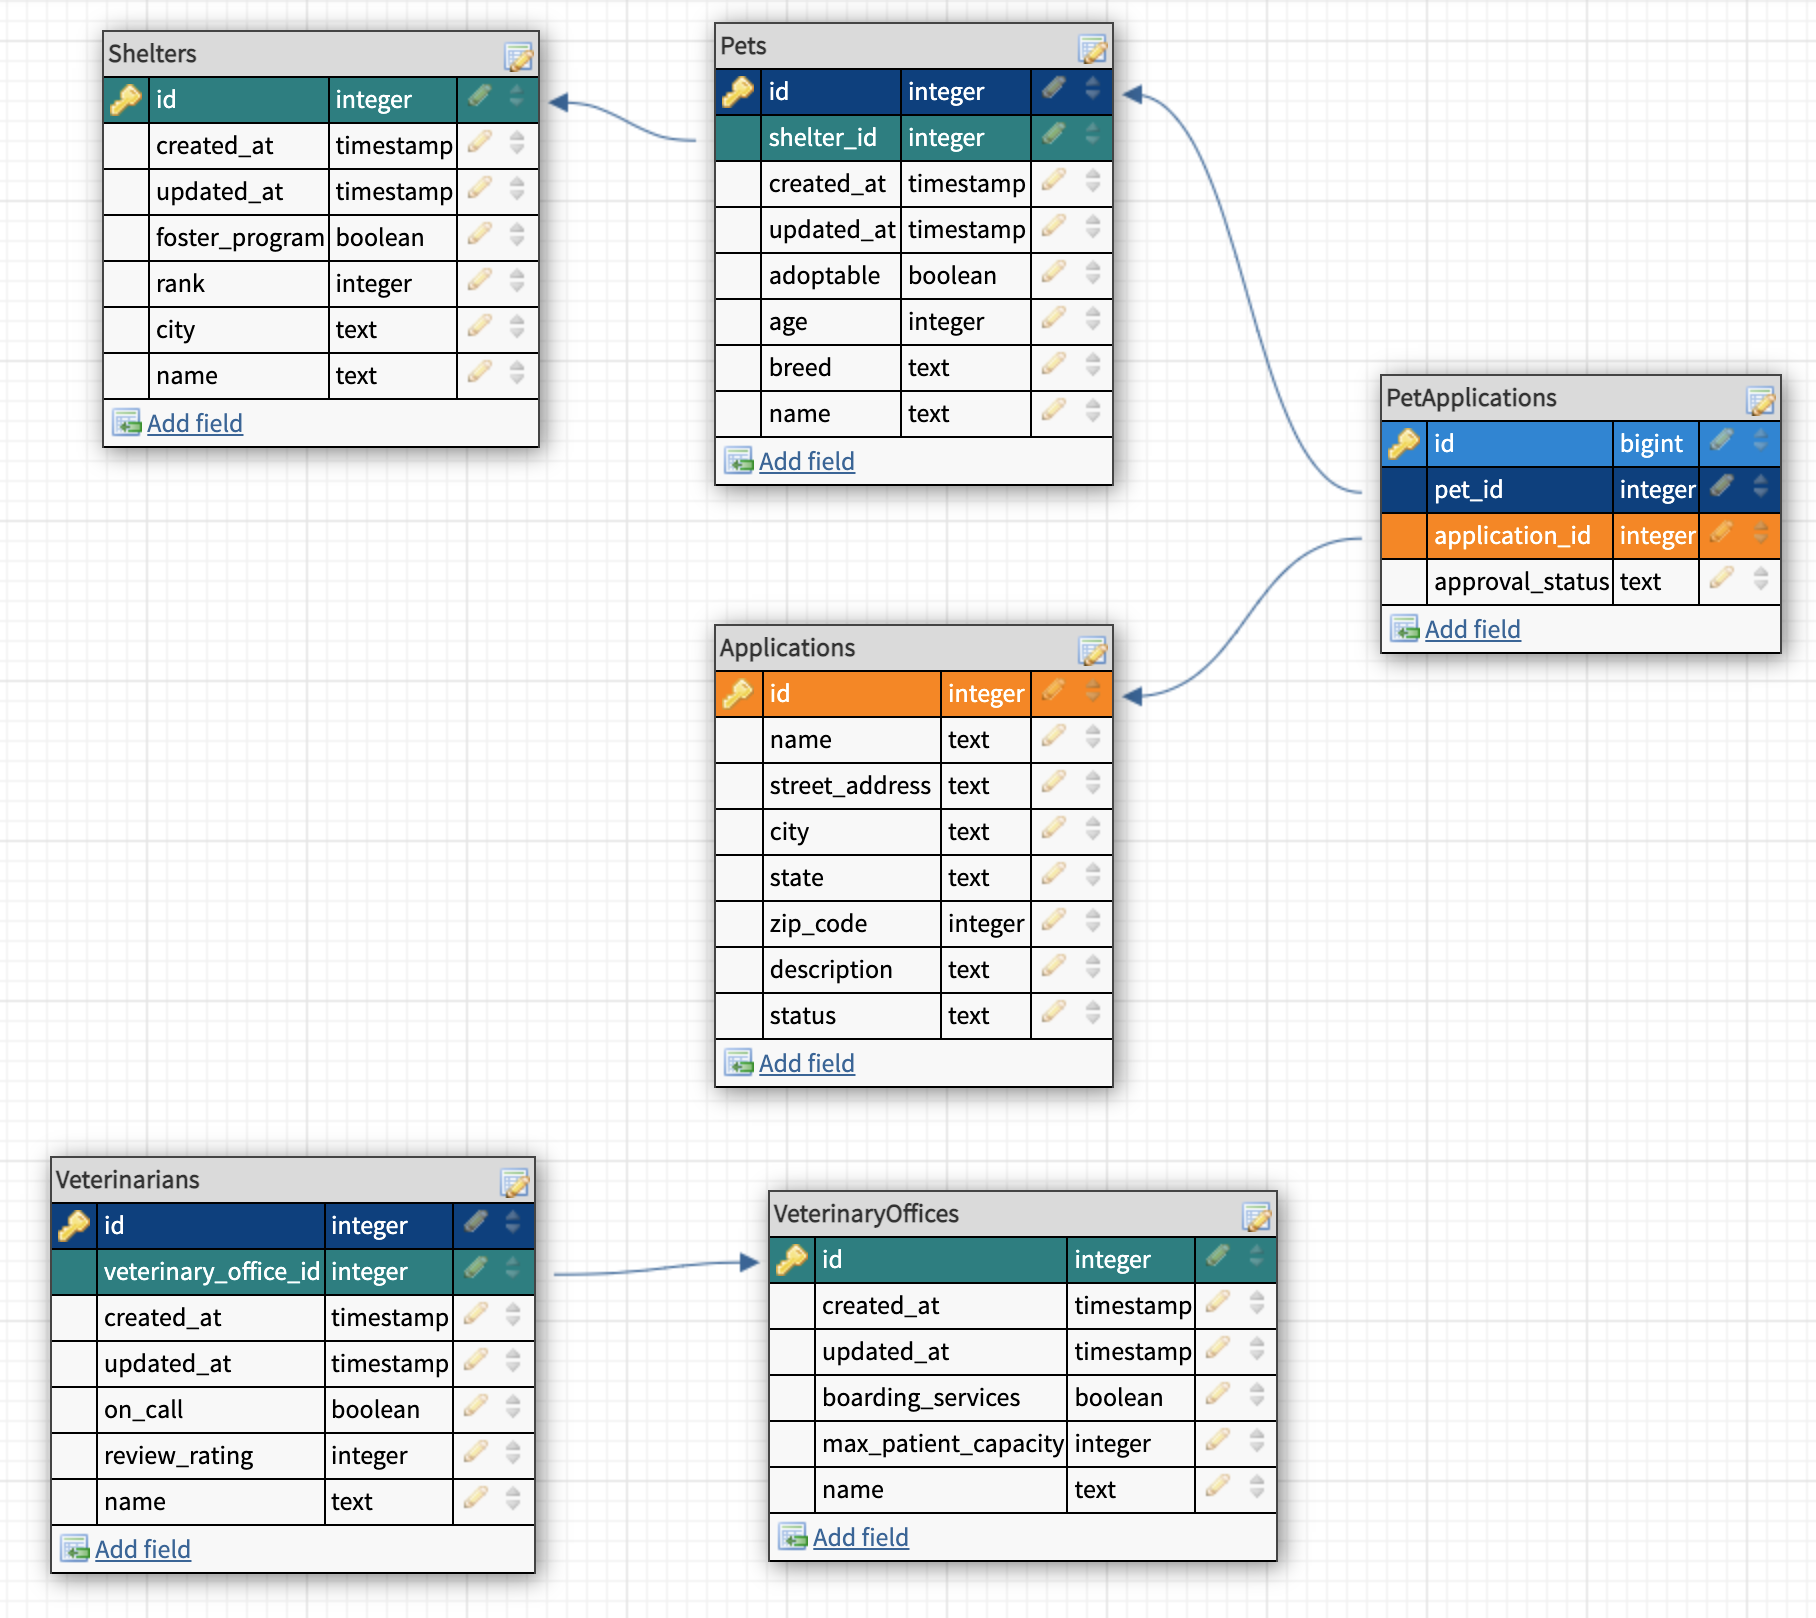 Shelters
id integer
created_at timestamp
updated_at timestamp
foster_program boolean
rank integer
city text
name text
Add field
Pets
id integer
shelter_id integer
created_at timestamp
updated_at timestamp
adoptable boolean
age integer
breed text
name text
Add field
PetApplications
id bigint
pet_id integer
application_id integer
approval_status text
Add field
Applications
id integer
name text
street_address text
city text
state text
zip_code integer
description text
status text
Add field
Veterinarians
id integer
veterinary_office_id integer
created_at timestamp
updated_at timestamp
on_call boolean
review_rating integer
name text
Add field
VeterinaryOffices
id integer
created_at timestamp
updated_at timestamp
boarding_services boolean
max_patient_capacity integer
name text
Add field